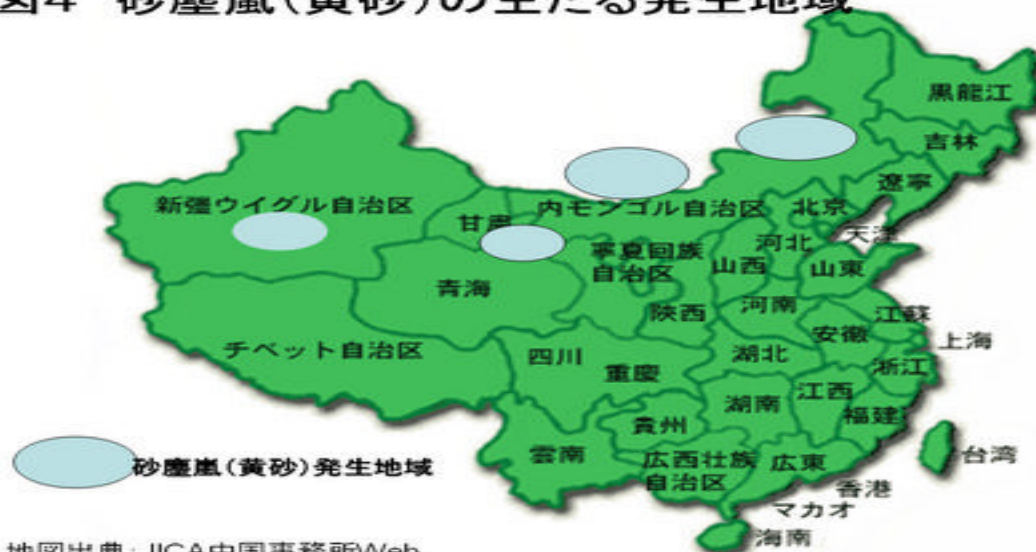 図4 砂塵嵐(黄砂)の主たる発生地域
黒龍江
吉林
遼寧
新疆ウイグル自治区
甘粛
内モンゴル自治区
北京
天津
河北
寧夏回族
自治区
山西
山東
青海
陝西
河南
江蘇
安徽
上海
チベット自治区
四川
重慶
湖北
浙江
江西
湖南
福建
貴州
雲南
広西壮族
自治区
広東
台湾
香港
マカオ
海南
砂塵嵐(黄砂)発生地域
地図出典:JICA中国事務所Web